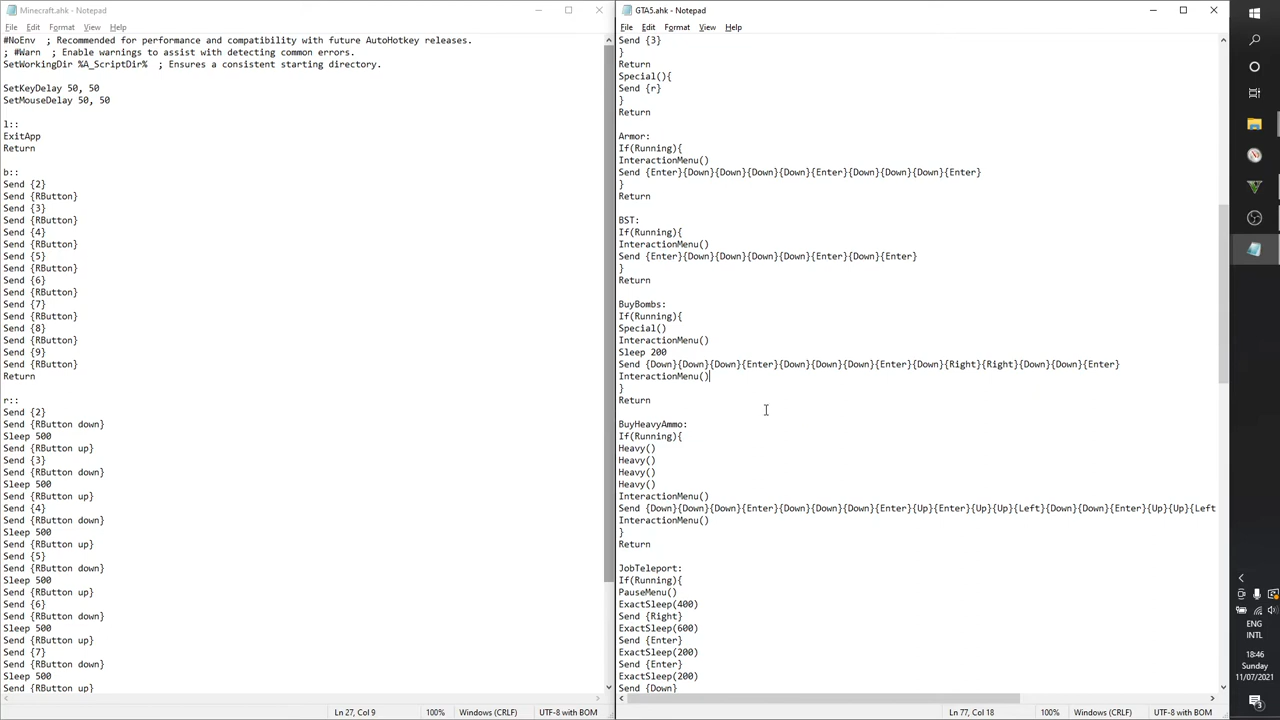 Minecraft.ahk - Notepad
File Edit Format View Help
#NoEnv  ; Recommended for performance and compatibility with future AutoHotkey releases.
; #Warn  ; Enable warnings to assist with detecting common errors.
SetWorkingDir %A_ScriptDir%  ; Ensures a consistent starting directory.
SetKeyDelay 50, 50
SetMouseDelay 50, 50
l::
ExitApp
Return
b::
Send {2}
Send {RButton}
Send {3}
Send {RButton}
Send {4}
Send {RButton}
Send {5}
Send {RButton}
Send {6}
Send {RButton}
Send {7}
Send {RButton}
Send {8}
Send {RButton}
Send {9}
Send {RButton}
Return
r::
Send {2}
Send {RButton down}
Sleep 500
Send {RButton up}
Send {3}
Send {RButton down}
Sleep 500
Send {RButton up}
Send {4}
Send {RButton down}
Sleep 500
Send {RButton up}
Send {5}
Send {RButton down}
Sleep 500
Send {RButton up}
Send {6}
Send {RButton down}
Sleep 500
Send {RButton up}
Send {7}
Send {RButton down}
Sleep 500
Send {RButton up}
Ln 27, Col 9 100% Windows (CRLF) UTF-8 with BOM
GTA5.ahk - Notepad
File Edit Format View Help
Send {3}
}
Return
Special(){
Send {r}
}
Return
Armor:
If(Running){
InteractionMenu()
Send {Enter}{Down}{Down}{Down}{Down}{Enter}{Down}{Down}{Down}{Enter}
}
Return
BST:
If(Running){
InteractionMenu()
Send {Enter}{Down}{Down}{Down}{Down}{Enter}{Down}{Enter}
}
Return
BuyBombs:
If(Running){
Special()
InteractionMenu()
Sleep 200
Send {Down}{Down}{Down}{Enter}{Down}{Down}{Down}{Enter}{Down}{Right}{Right}{Down}{Down}{Enter}
InteractionMenu()
}
Return
BuyHeavyAmmo:
If(Running){
Heavy()
Heavy()
Heavy()
Heavy()
InteractionMenu()
Send {Down}{Down}{Down}{Enter}{Down}{Down}{Down}{Enter}{Up}{Enter}{Up}{Up}{Left}{Down}{Down}{Enter}{Up}{Up}{Left
InteractionMenu()
}
Return
JobTeleport:
If(Running){
PauseMenu()
ExactSleep(400)
Send {Right}
ExactSleep(600)
Send {Enter}
ExactSleep(200)
Send {Enter}
ExactSleep(200)
Send {Down}
Ln 77, Col 18 100% Windows (CRLF) UTF-8 with BOM
ENG
INTL
18:46
Sunday
11/07/2021
3